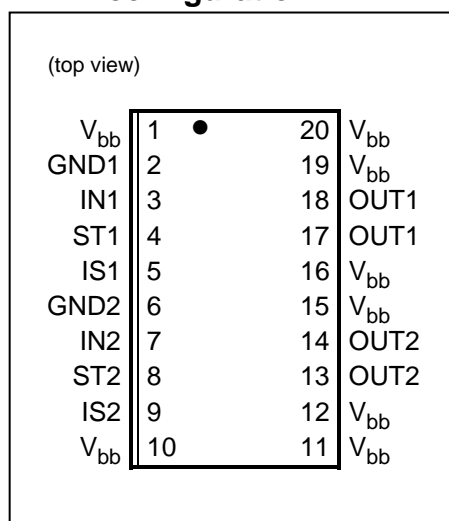 (top view)
Vbb 1 20 Vbb
GND1 2 19 Vbb
IN1 3 18 OUT1
ST1 4 17 OUT1
IS1 5 16 Vbb
GND2 6 15 Vbb
IN2 7 14 OUT2
ST2 8 13 OUT2
IS2 9 12 Vbb
Vbb 10 11 Vbb